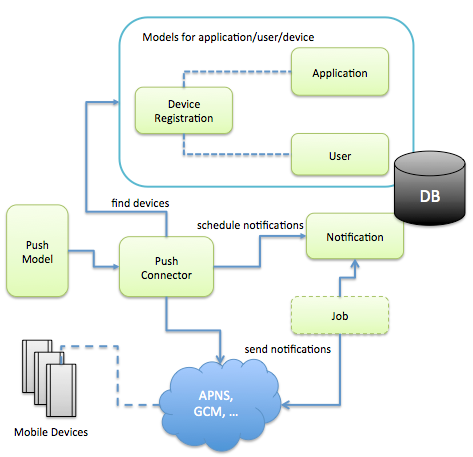 Models for application/user/device
Application
Device
Registration
User
DB
find devices
schedule notifications
Push
Model
Push
Connector
Notification
Job
send notifications
APNS,
GCM, ...
Mobile Devices